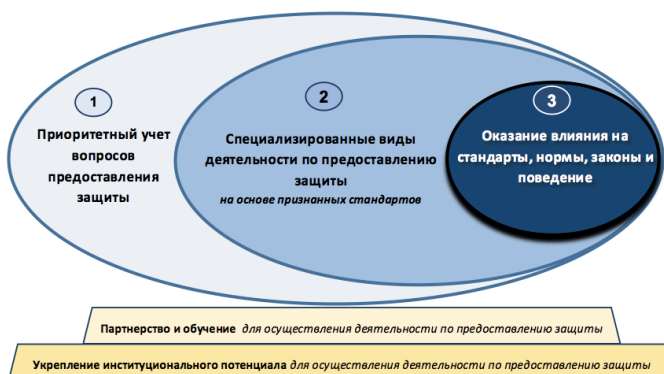 1
Приоритетный учет
вопросов
предоставления
защиты
2
Специализированные виды
деятельности по предоставлению
защиты
на основе признанных стандартов
3
Оказание влияния на
стандарты, нормы, законы и
поведение
Партнерство и обучение для осуществления деятельности по предоставлению защиты
Укрепление институционального потенциала для осуществления деятельности по предоставлению защиты